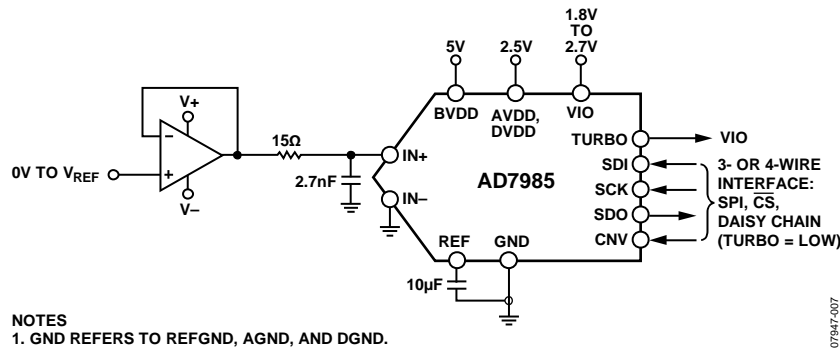 1.8V
TO
2.7V
5V
2.5V
BVDD
AVDD,
DVDD
VIO
V+
−
+
V−
0V TO VREF
15Ω
2.7nF
IN+
IN−
AD7985
TURBO
VIO
SDI
SCK
SDO
CNV
3- OR 4-WIRE
INTERFACE:
SPI, CS,
DAISY CHAIN
(TURBO = LOW)
REF
GND
10µF
NOTES
1. GND REFERS TO REFGND, AGND, AND DGND.
07947-007